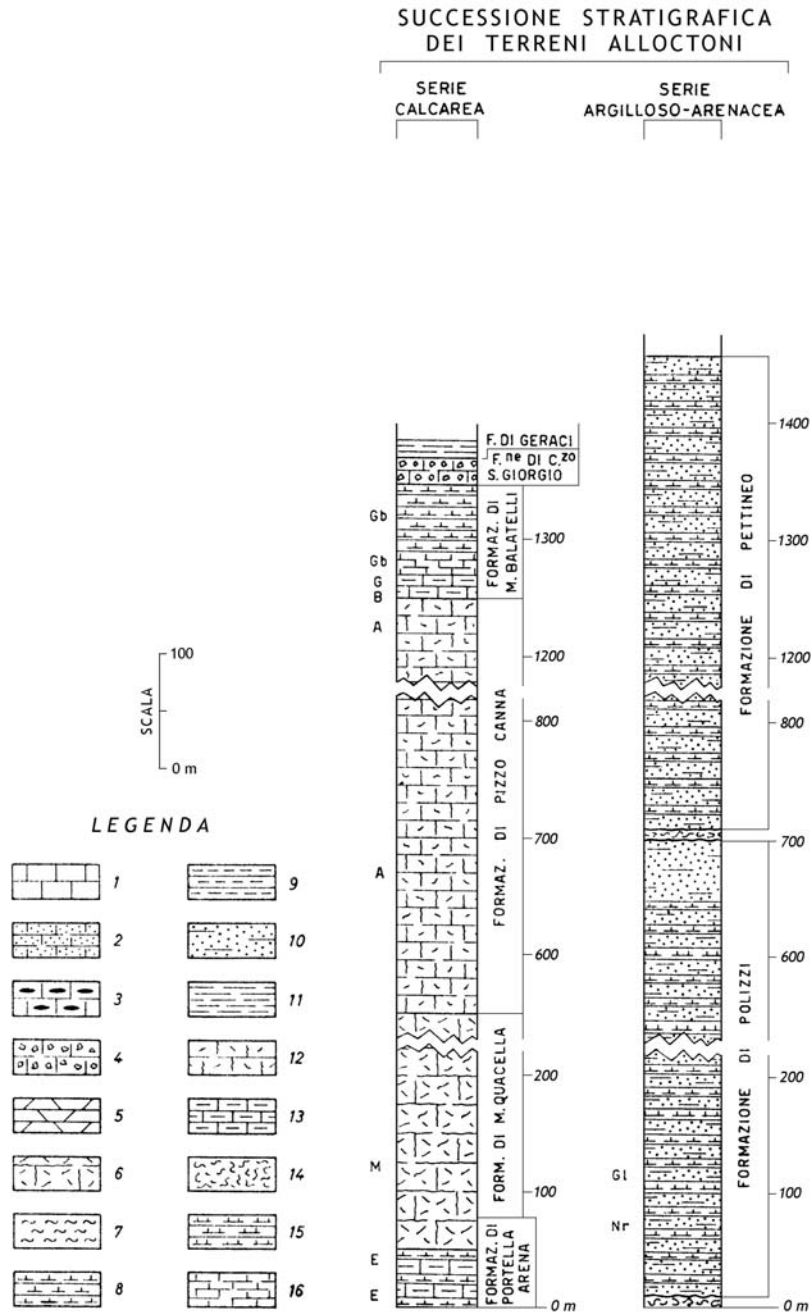 SUCCESSIONE STRATIGRAFICA
DEI TERRENI ALLOCTONI
SERIE
CALCAREA
SERIE
ARGILLOSO-ARENACEA
F. DI GERACI
F.ne DI C.zo
S. GIORGIO
FORMAZ. DI
M. BALATELLI
FORMAZ. DI PIZZO CANNA
FORM. DI M. QUACELLA
FORMAZ. DI
PORTELLA
ARENA
Gb
Gb
G
B
A
A
M
E
E
1300
1200
800
700
600
200
100
0 m
FORMAZIONE DI PETTINEO
FORMAZIONE DI POLIZZI
Gl
Nr
1400
1300
1200
800
700
600
200
100
0 m
SCALA
100
0 m
LEGENDA
1
2
3
4
5
6
7
8
9
10
11
12
13
14
15
16